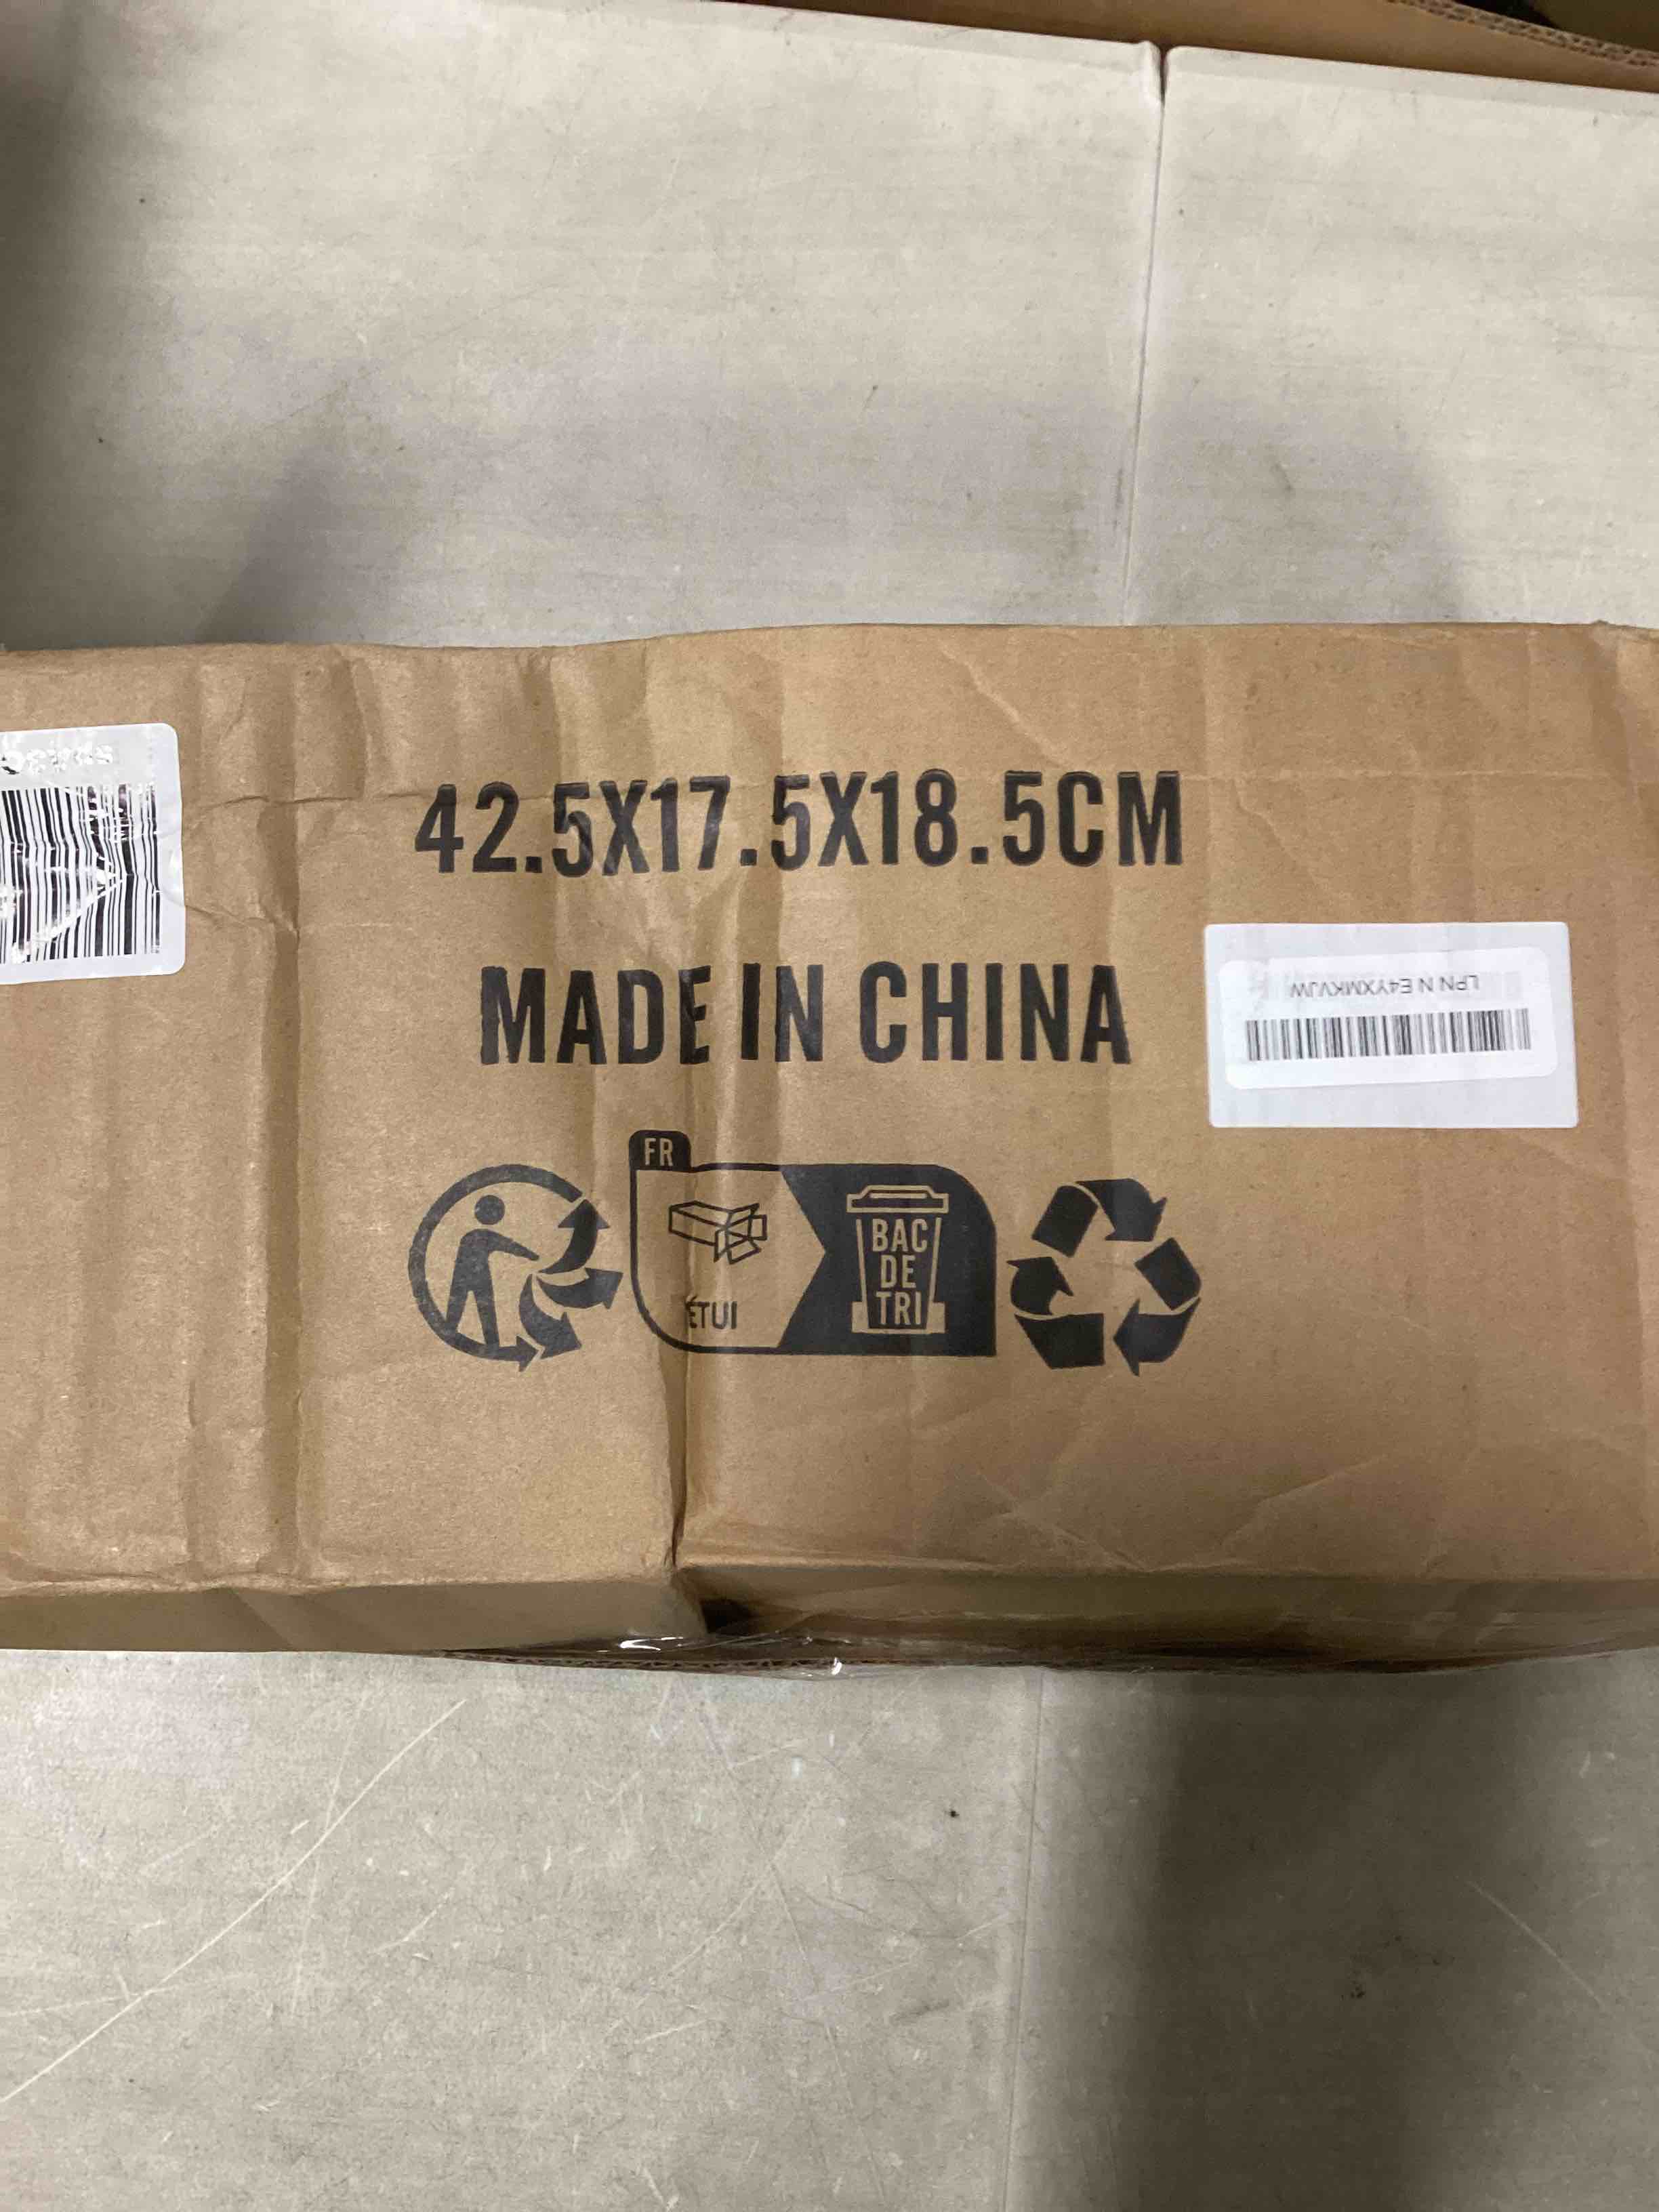 42.5X17.5X18.5CM
MADE IN CHINA
LPN N E4YXMKVJW
FR
ÉTUI
BAC
DE
TRI